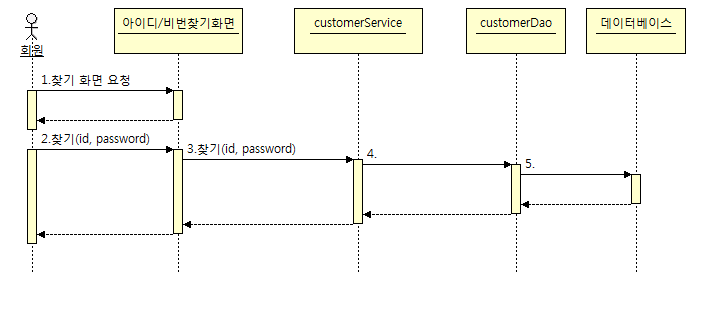 회원
아이디/비번찾기화면
customerService
customerDao
데이터베이스
1.찾기 화면 요청
2.찾기(id, password)
3.찾기(id, password)
4.
5.